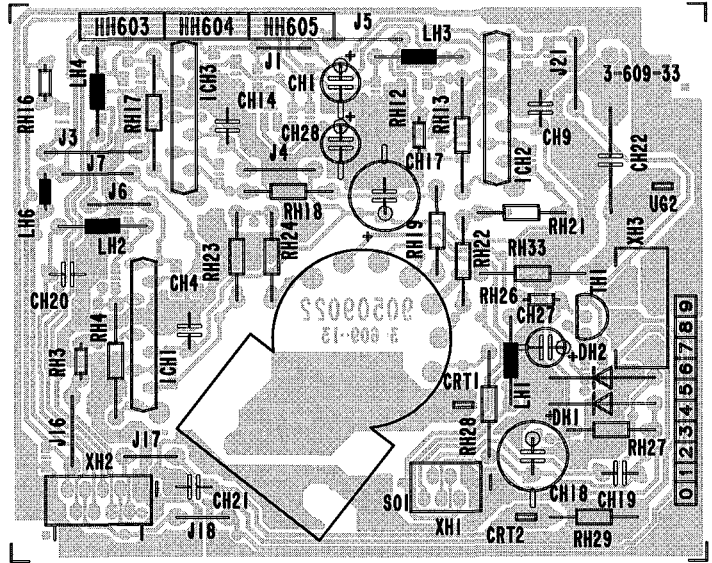 HH603 HH604 HH605
J5
LH3
J1
J21
3-609-33
LH4
RH16
RH17
ICH3
CH1
CH14
RH12
RH13
CH9
CH28
CH22
J3
J7
J4
CH17
ICH2
J6
LH6
UG2
RH18
LH2
RH21
RH23
RH24
RH19
RH22
XH3
RH33
CH20
CH4
TH1
RH26
CH27
90509022
3-609-13
RH4
RH3
ICH1
DH2
CRT1
LH1
DH1
J16
J17
RH28
RH27
XH2
CH21
SO1
CH18
CH19
XH1
J18
CRT2
RH29
0 1 2 3 4 5 6 7 8 9